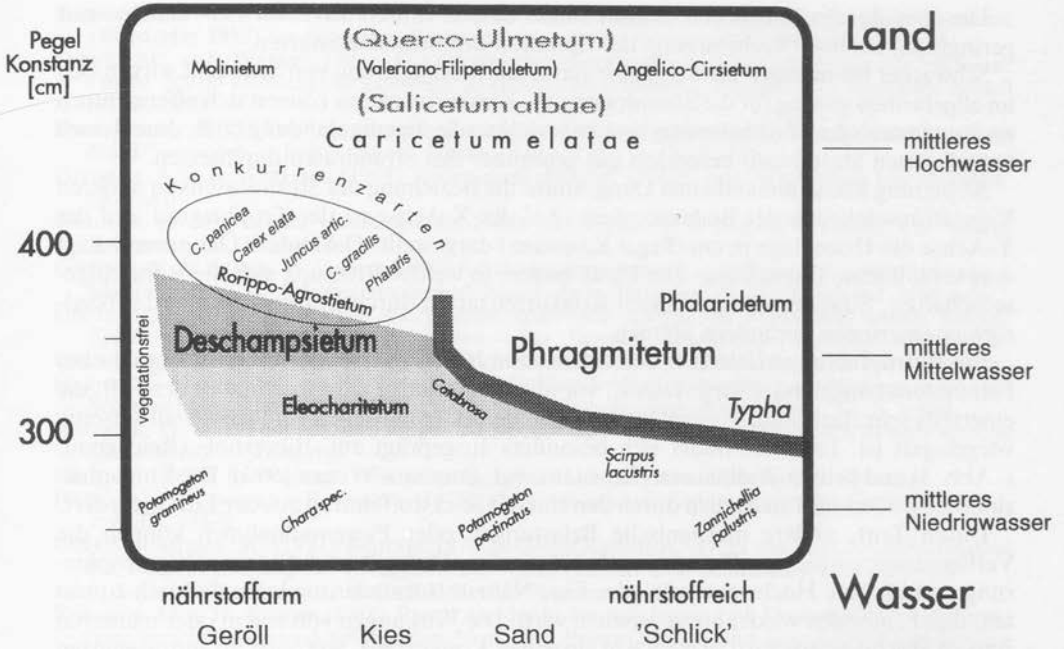 Pegel
Konstanz
[cm]
(Querco-Ulmetum)
Land
Molinietum (Valeriano-Filipenduletum) Angelico-Cirsietum
(Salicetum albae)
Caricetum elatae
mittleres
Hochwasser
Konkurrenzarmen
400
C. panicea
Carex elata
Juncus artic.
C. gracilis
Phalaris
Rorippo-Agrostietum
Phalaridetum
vegetationsfrei
Deschampsietum
Phragmitetum
mittleres
Mittelwasser
Eleocharitetum
Catabrosa
Typha
300
Scirpus
lacustris
Potamogeton
gramineus
Chara spec.
Potamogeton
pectinatis
Zannichellia
palustris
mittleres
Niedrigwasser
nährstoffarm nährstoffreich
Wasser
Geröll Kies Sand 'Schlick'